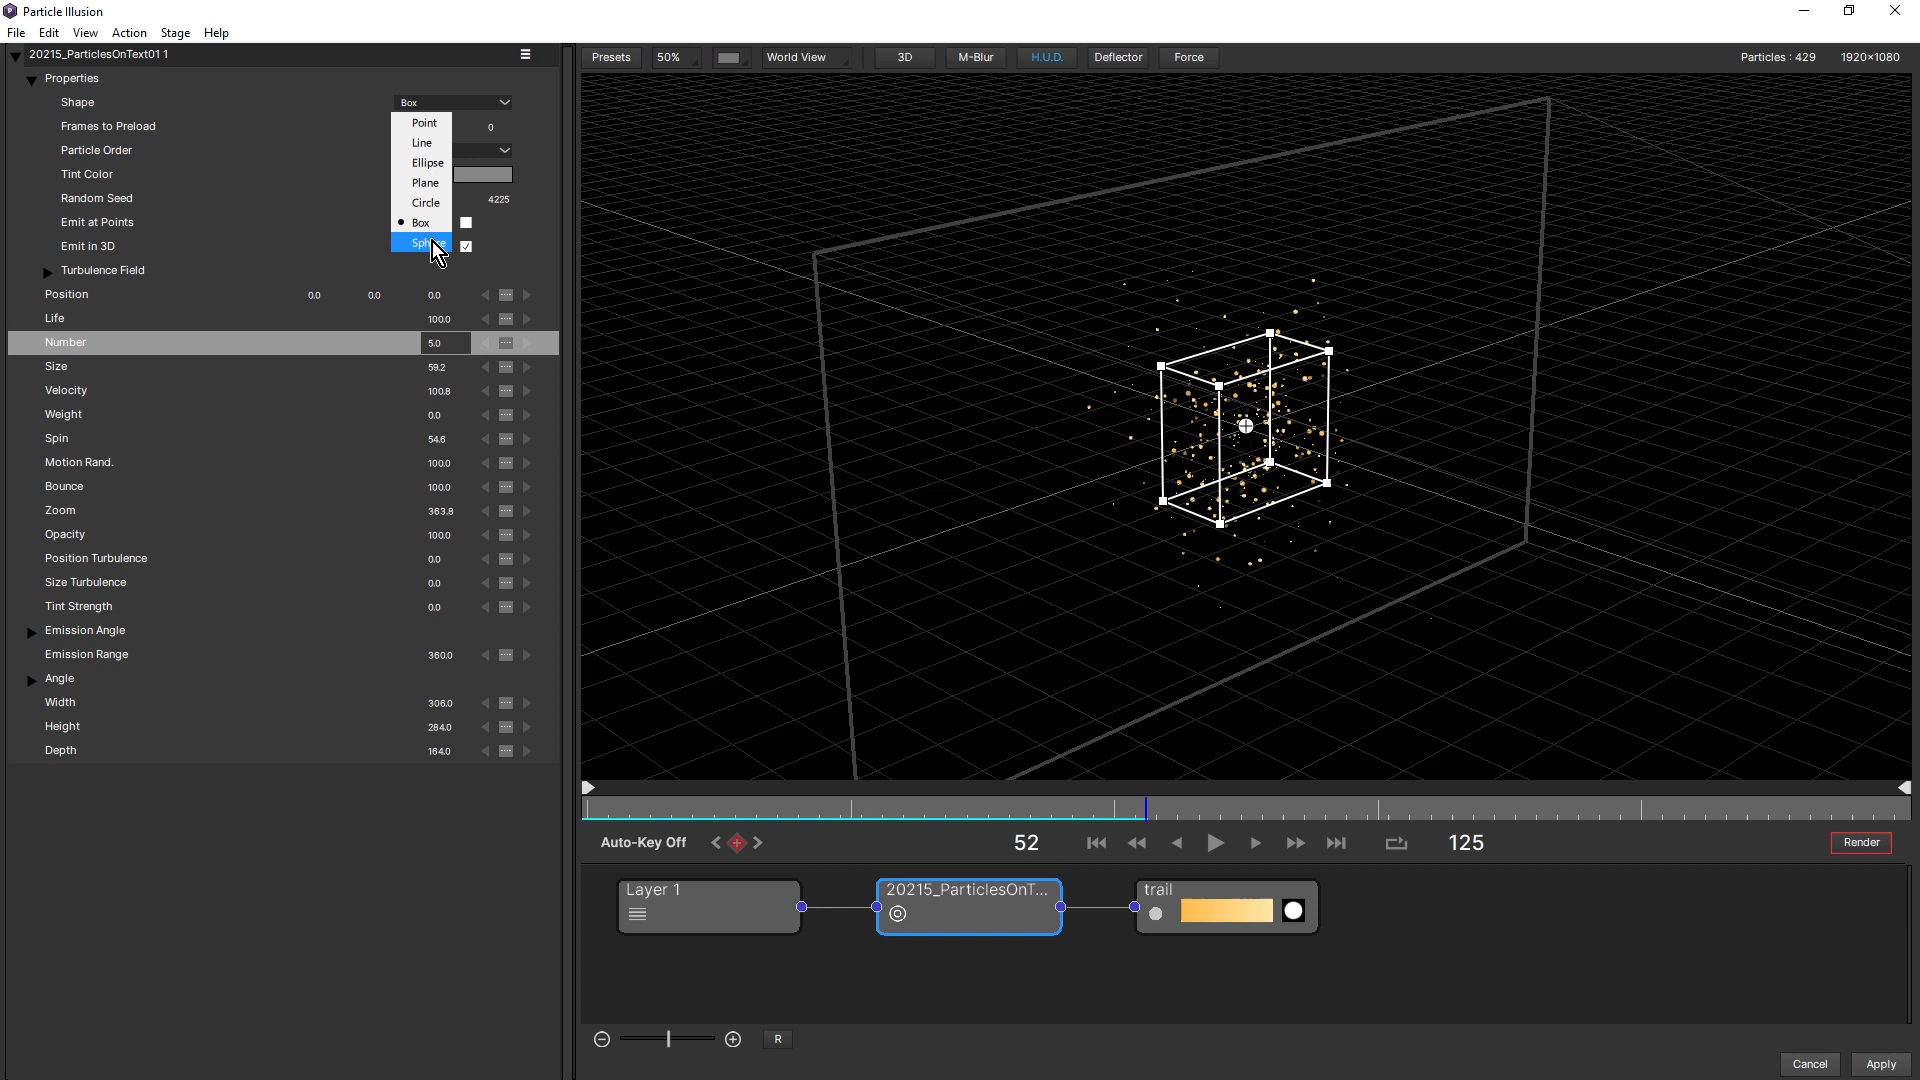 Particle Illusion
File Edit View Action Stage Help
20215_ParticlesOnText01 1
Presets 50% World View 3D M-Blur H.U.D. Deflector Force Particles : 429 1920×1080
Properties
Shape Box
Point
Frames to Preload 0
Line
Particle Order
Ellipse
Tint Color
Plane
Random Seed 4225
Circle
Emit at Points
Box
Emit in 3D
Turbulence Field
Position 0.0 0.0 0.0
Life 100.0
Number 5.0
Size 59.2
Velocity 100.8
Weight 0.0
Spin 54.6
Motion Rand. 100.0
Bounce 100.0
Zoom 363.8
Opacity 100.0
Position Turbulence 0.0
Size Turbulence 0.0
Tint Strength 0.0
Emission Angle
Emission Range 360.0
Angle
Width 306.0
Height 284.0
Depth 164.0
Auto-Key Off 52 125 Render
Layer 1 20215_ParticlesOnT... trail
R
Cancel Apply